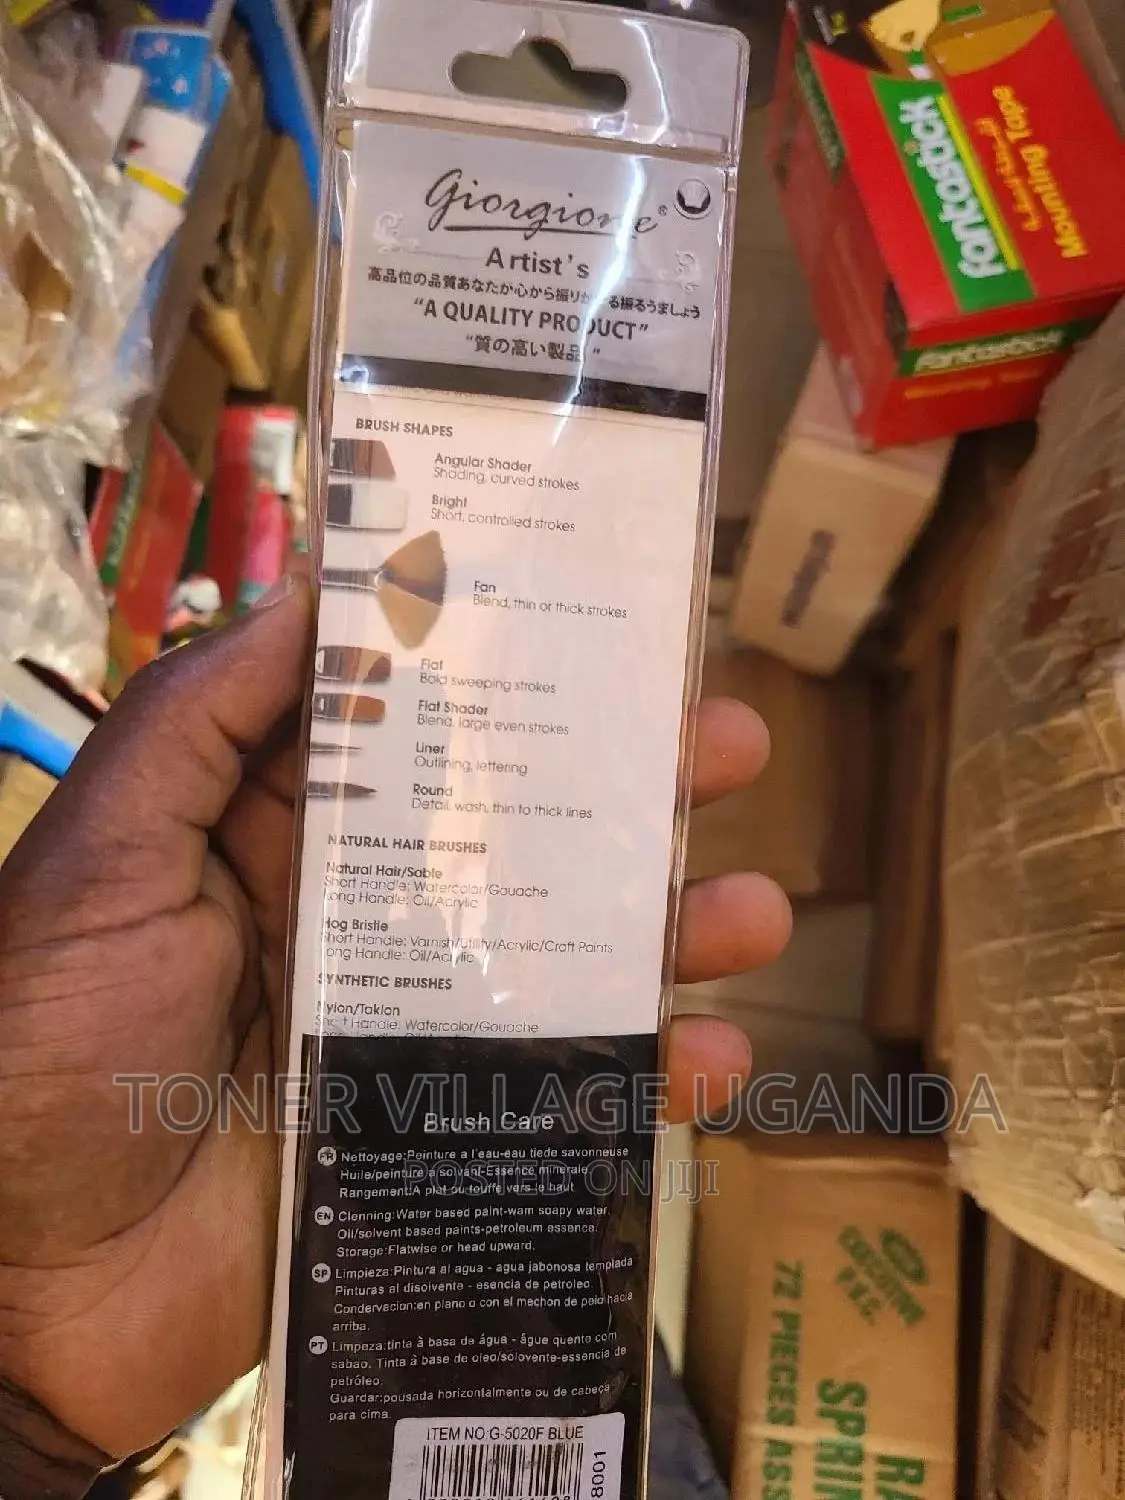 Giorgione®
Artist's
高品位の品質あなたが心から振り る振るうましょう
"A QUALITY PRODUCT"
"質の高い製品"
BRUSH SHAPES
Angular Shader
Shading, curved strokes
Bright
Short, controlled strokes
Fan
Blend, thin or thick strokes
Flat
Bold sweeping strokes
Flat Shader
Blend, large even strokes
Liner
Outlining, lettering
Round
Detail, wash, thin to thick lines
NATURAL HAIR BRUSHES
Natural Hair/Sable
Short Handle: Watercolor/Gouache
Long Handle: Oil/Acrylic
Hog Bristle
Short Handle: Varnish/Utility/Acrylic/Craft Paints
Long Handle: Oil/Acrylic
SYNTHETIC BRUSHES
Nylon/Taklon
Short Handle: Watercolor/Gouache
Brush Care
FR Nettoyage:Peinture a l'eau-eau tiede savonneuse
Huile/peinture a solvant-Essence minerale
Rangement:A plat ou touffe vers le haut
EN Clenning:Water based paint-wam soapy water.
Oil/solvent based paints-petroleum essence.
Storage:Flatwise or head upward.
SP Limpieza:Pintura al agua - agua jabonosa templada
Pinturas al disolvente - esencia de petroleo.
Condervacion:en plano o con el mechon de pelo hacia
arriba.
PT Limpeza:tinta à basa de água - água quente com
sabao. Tinta à base de oleo/solovente-essencia de
petróleo.
Guardar:pousada horizontalmente ou de cabeça
para cima.
ITEM NO:G-5020F BLUE
8001
TONER VILLAGE UGANDA
POSTED ON JIJI
fantastick
Mounting Tape
fantastick
72 PIECES ASS
SPRIN
RA